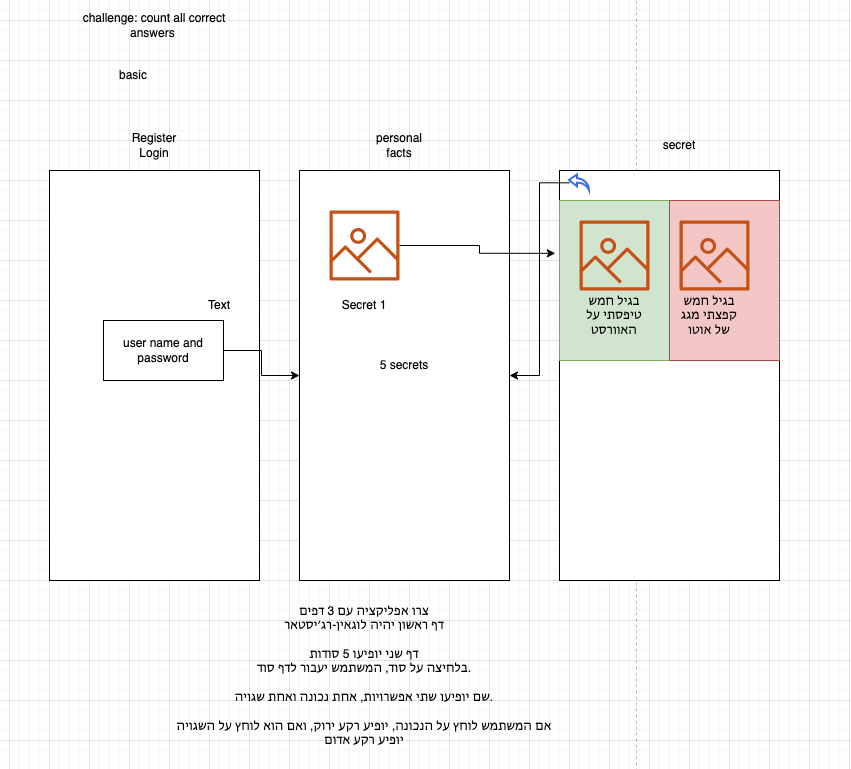 challenge: count all correct
answers
basic
Register
Login
personal
facts
secret
Text
user name and
password
Secret 1
5 secrets
בגיל חמש
טיפסתי על
האוורסט
בגיל חמש
קפצתי מגג
של אוטו
צרו אפליקציה עם 3 דפים
דף ראשון יהיה לוגאין-רג׳יסטאר
דף שני יופיעו 5 סודות
בלחיצה על סוד, המשתמש יעבור לדף סוד.
שם יופיעו שתי אפשרויות, אחת נכונה ואחת שגויה.
אם המשתמש לוחץ על הנכונה, יופיע רקע ירוק, ואם הוא לוחץ על השגויה
יופיע רקע אדום